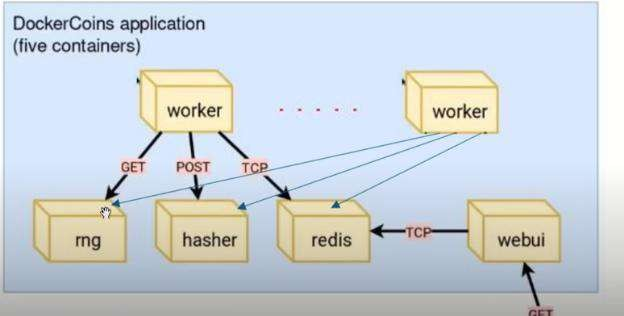 DockerCoins application
(five containers)
worker
worker
GET
POST
TCP
rng
hasher
redis
TCP
webui
GET